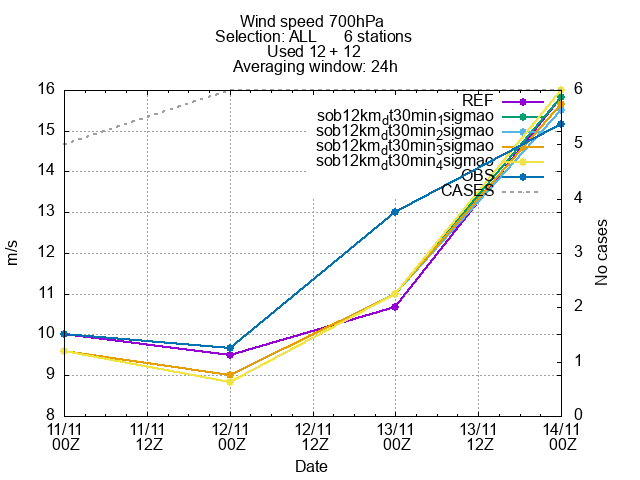 Wind speed 700hPa
Selection: ALL 6 stations
Used 12 + 12
Averaging window: 24h
16 6
REF
sob12km_dt30min_1sigmao
15 sob12km_dt30min_2sigmao 5
sob12km_dt30min_3sigmao
sob12km_dt30min_4sigmao
14 OBS
CASES 4
13
12 3
m/s No cases
11 2
10
9 1
8 0
11/11 11/11 12/11 12/11 13/11 13/11 14/11
00Z 12Z 00Z 12Z 00Z 12Z 00Z
Date